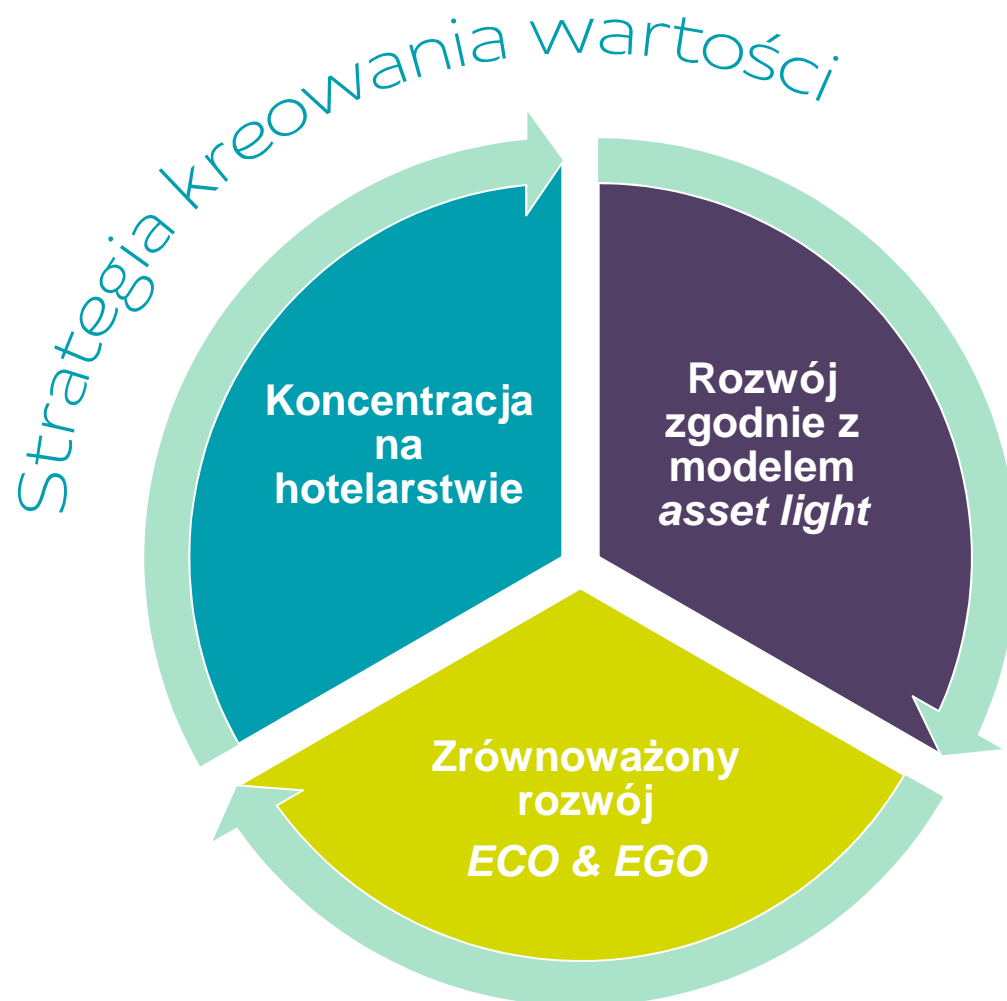 Strategia kreowania wartości
Koncentracja
na
hotelarstwie
Rozwój
zgodnie z
modelem
asset light
Zrównoważony
rozwój
ECO & EGO